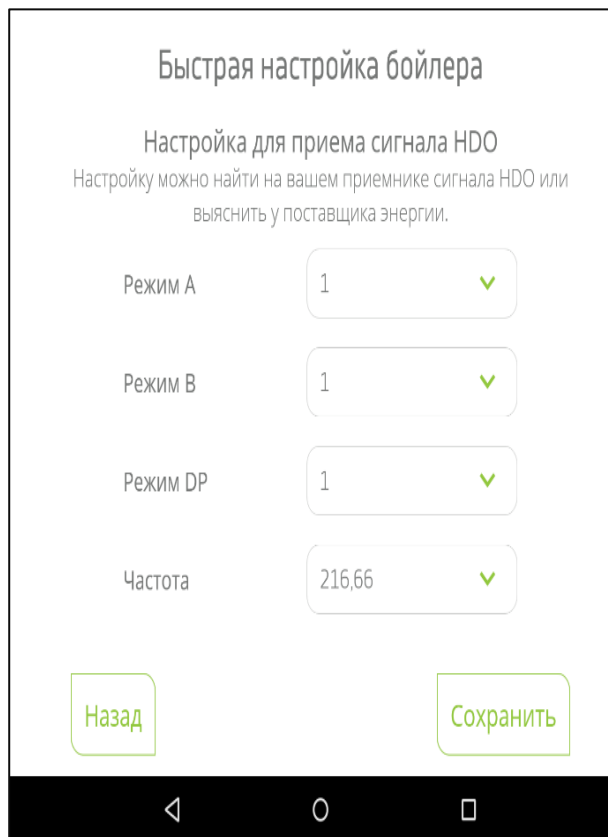 Быстрая настройка бойлера
Настройка для приема сигнала HDO
Настройку можно найти на вашем приемнике сигнала HDO или
выяснить у поставщика энергии.
Режим A 1
Режим B 1
Режим DP 1
Частота 216,66
Назад Сохранить